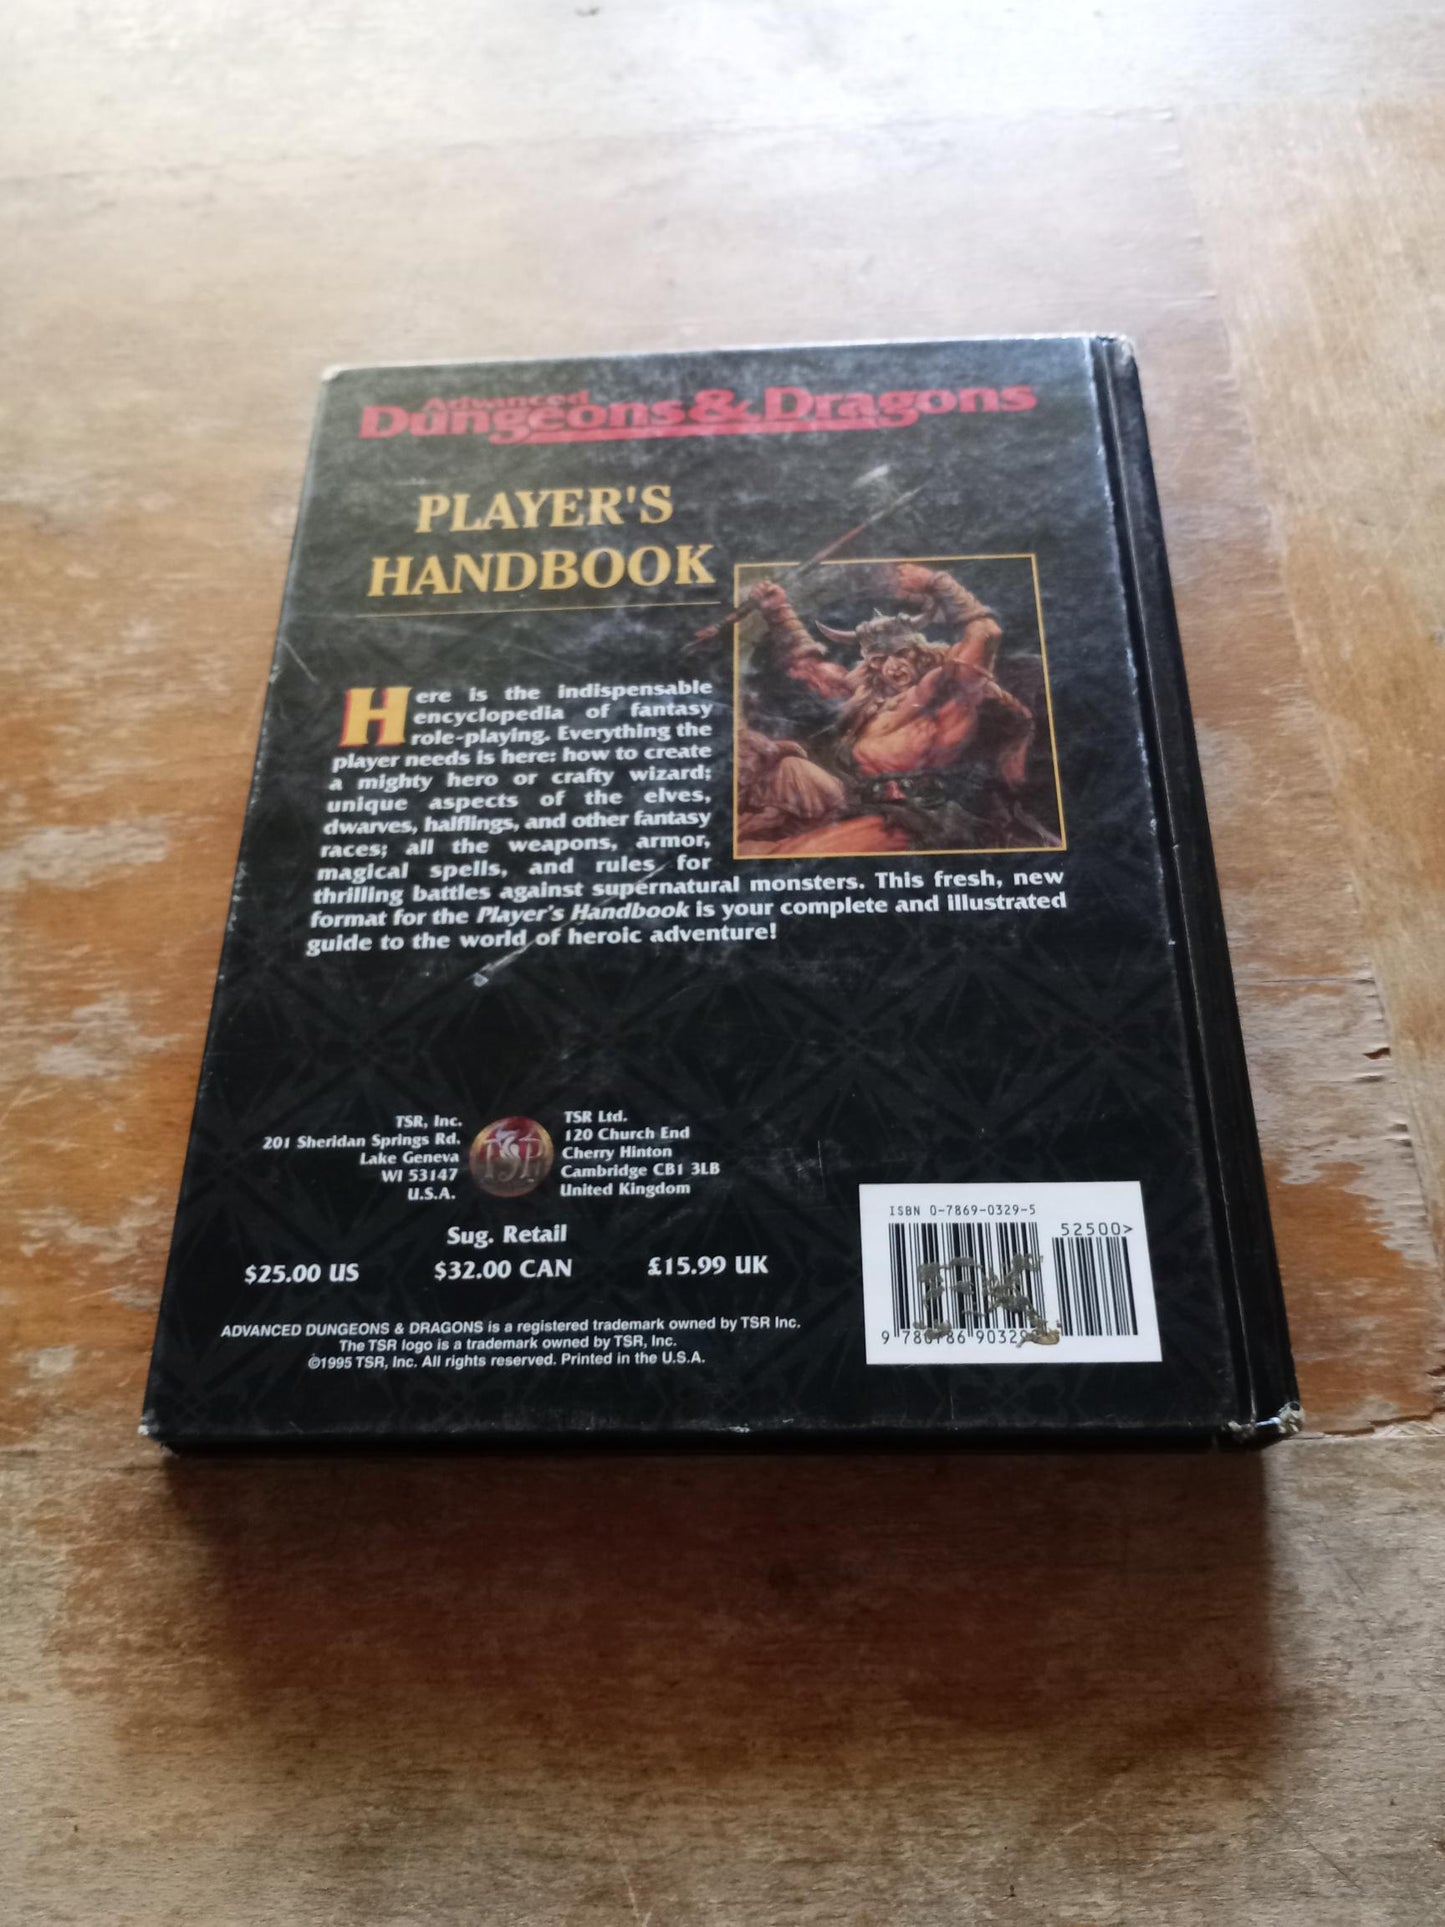 Advanced
Dungeons & Dragons
PLAYER'S
HANDBOOK
Here is the indispensable
encyclopedia of fantasy
role-playing. Everything the
player needs is here: how to create
a mighty hero or crafty wizard;
unique aspects of the elves,
dwarves, halflings, and other fantasy
races; all the weapons, armor,
magical spells, and rules for
thrilling battles against supernatural monsters. This fresh, new
format for the Player's Handbook is your complete and illustrated
guide to the world of heroic adventure!
TSR, Inc.
201 Sheridan Springs Rd.
Lake Geneva
WI 53147
U.S.A.
TSR
TSR Ltd.
120 Church End
Cherry Hinton
Cambridge CB1 3LB
United Kingdom
Sug. Retail
$25.00 US $32.00 CAN £15.99 UK
ADVANCED DUNGEONS & DRAGONS is a registered trademark owned by TSR Inc.
The TSR logo is a trademark owned by TSR, Inc.
©1995 TSR, Inc. All rights reserved. Printed in the U.S.A.
ISBN 0-7869-0329-5
52500>